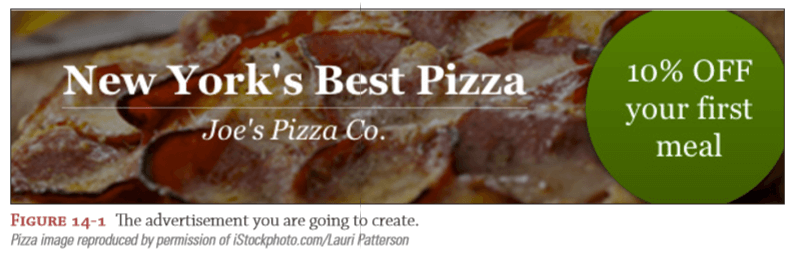 New York's Best Pizza
Joe's Pizza Co.
10% OFF
your first
meal
FIGURE 14-1 The advertisement you are going to create.
Pizza image reproduced by permission of iStockphoto.com/Lauri Patterson